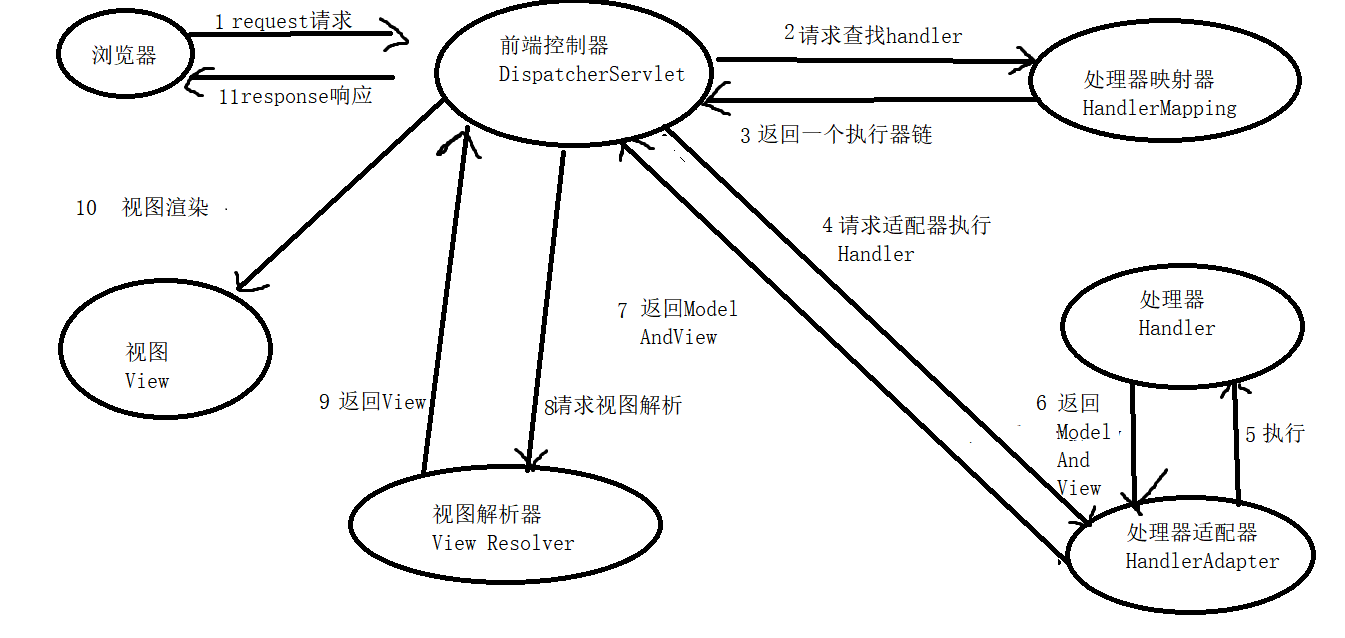 1 request请求
浏览器
11response响应
前端控制器
DispatcherServlet
2请求查找handler
处理器映射器
HandlerMapping
3 返回一个执行器链
10 视图渲染
4 请求适配器执行
Handler
7 返回Model
AndView
处理器
Handler
视图
View
9 返回View
8请求视图解析
6 返回
Model
And
View
5 执行
视图解析器
View Resolver
处理器适配器
HandlerAdapter